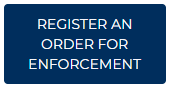 REGISTER AN
ORDER FOR
ENFORCEMENT